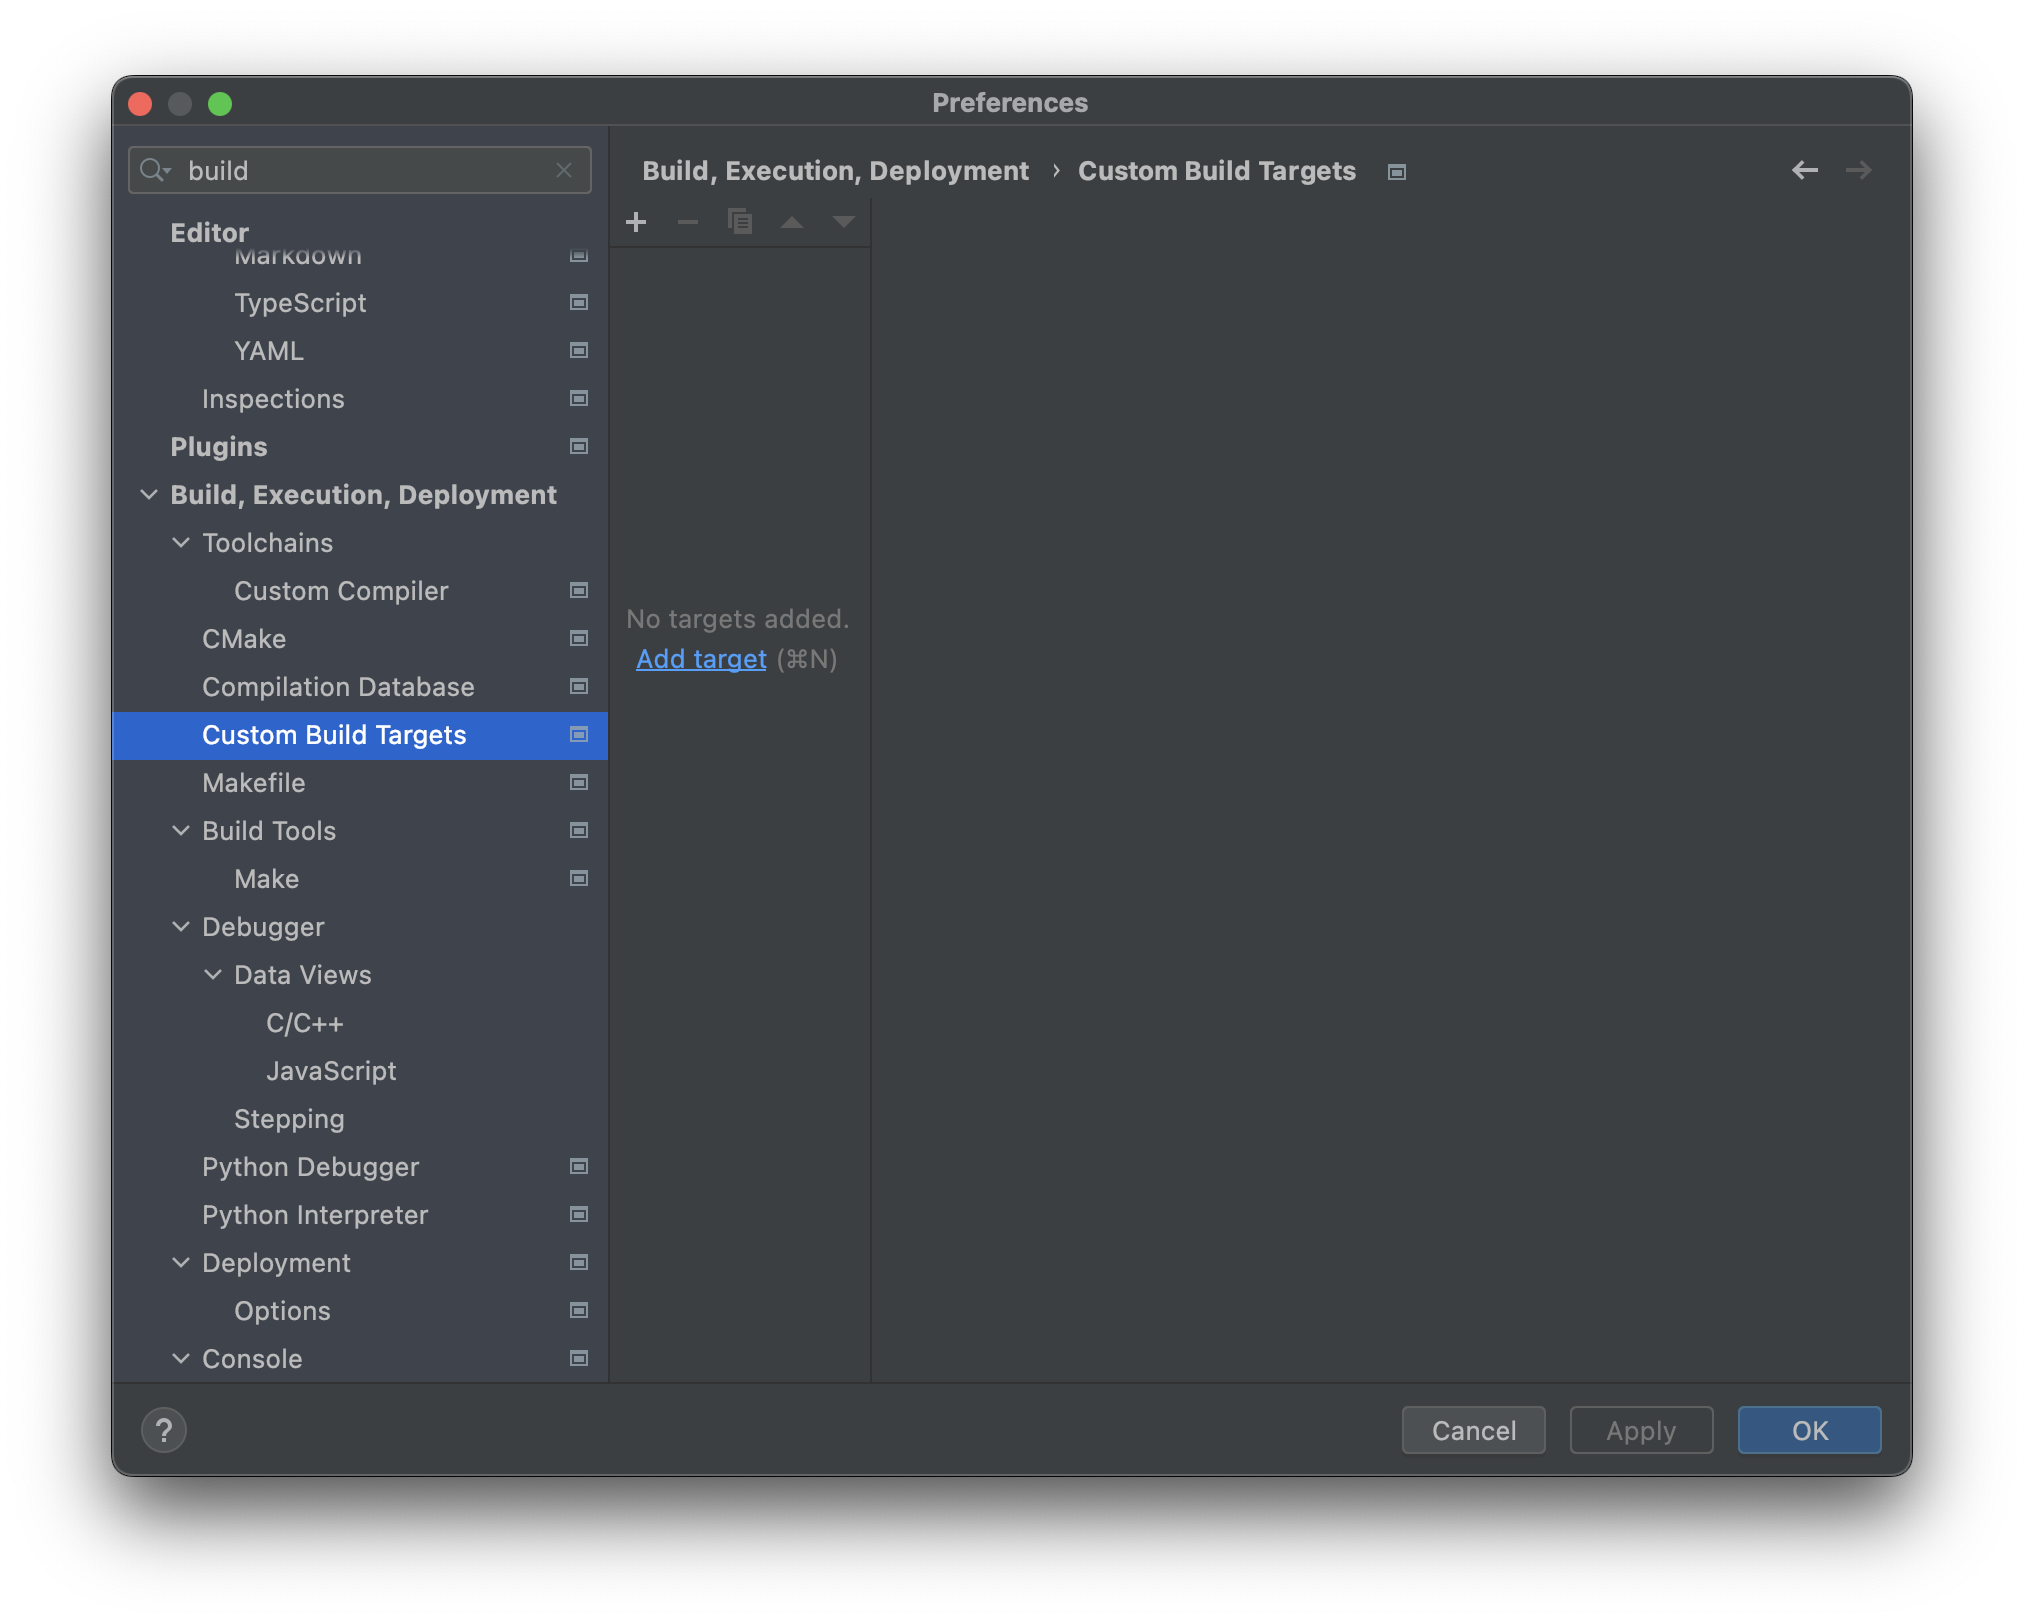 Preferences
build
Build, Execution, Deployment › Custom Build Targets
Editor
Markdown
TypeScript
YAML
Inspections
Plugins
Build, Execution, Deployment
Toolchains
Custom Compiler
CMake
Compilation Database
Custom Build Targets
Makefile
Build Tools
Make
Debugger
Data Views
C/C++
JavaScript
Stepping
Python Debugger
Python Interpreter
Deployment
Options
Console
No targets added.
Add target (⌘N)
?
Cancel
Apply
OK